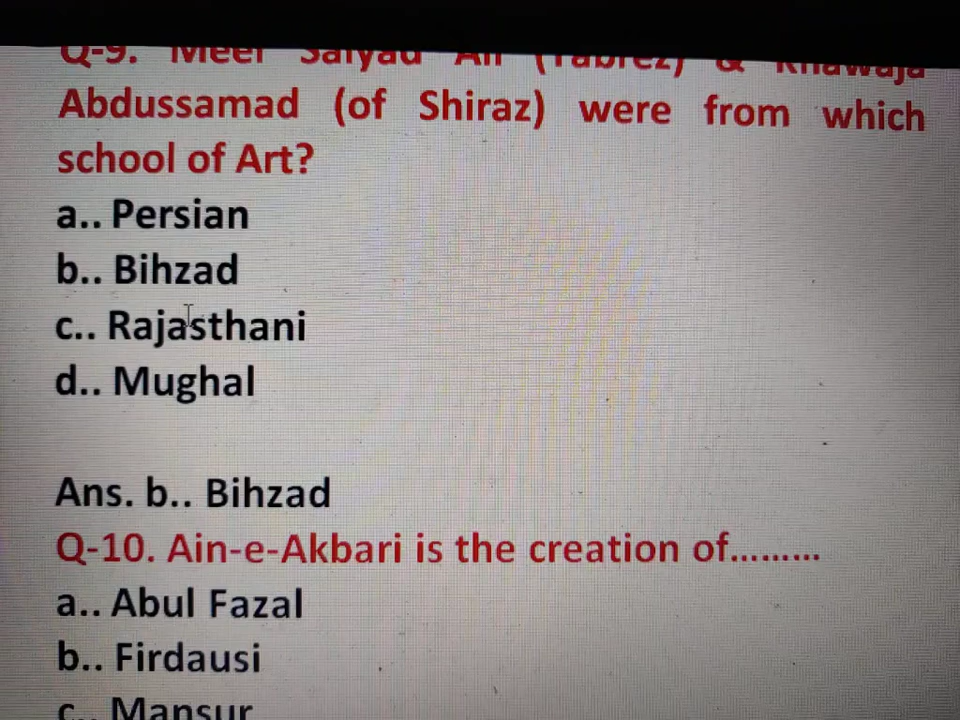 Q-9. Meer Saiyad Ali (Tabrez) & Khawaja
Abdussamad (of Shiraz) were from which
school of Art?
a.. Persian
b.. Bihzad
c.. Rajasthani
d.. Mughal
Ans. b.. Bihzad
Q-10. Ain-e-Akbari is the creation of.........
a.. Abul Fazal
b.. Firdausi
c.. Mansur